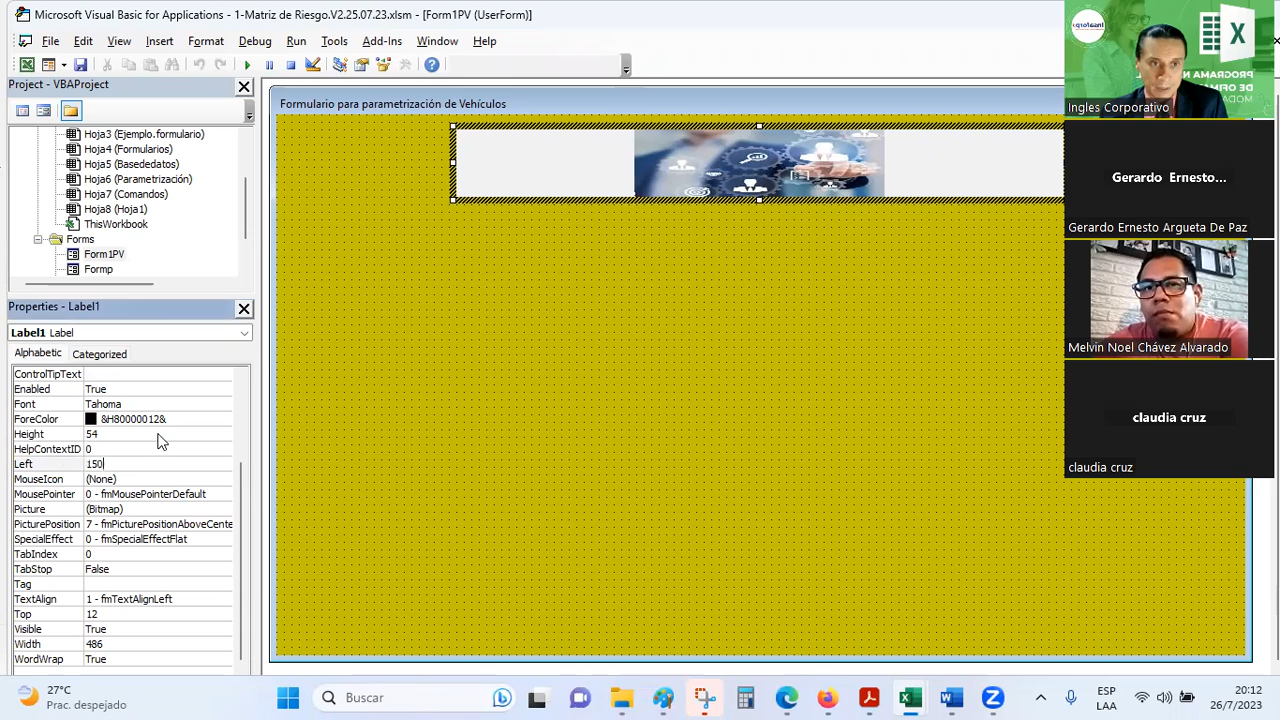 Microsoft Visual Basic for Applications - 1-Matriz de Riesgo.V2.25.07.23.xlsm - [Form1PV (UserForm)]
File Edit View Insert Format Debug Run Tools Add-Ins Window Help
Project - VBAProject
Hoja3 (Ejemplo.formulario)
Hoja4 (Formularios)
Hoja5 (Basededatos)
Hoja6 (Parametrización)
Hoja7 (Comandos)
Hoja8 (Hoja1)
ThisWorkbook
Forms
Form1PV
Formp
Properties - Label1
Label1 Label
Alphabetic Categorized
ControlTipText
Enabled True
Font Tahoma
ForeColor &H80000012&
Height 54
HelpContextID 0
Left 150
MouseIcon (None)
MousePointer 0 - fmMousePointerDefault
Picture (Bitmap)
PicturePosition 7 - fmPicturePositionAboveCente
SpecialEffect 0 - fmSpecialEffectFlat
TabIndex 0
TabStop False
Tag
TextAlign 1 - fmTextAlignLeft
Top 12
Visible True
Width 486
WordWrap True
Formulario para parametrización de Vehículos
X
PROGRAMA N
DE OFIMA
MODA
Ingles Corporativo
Gerardo Ernesto...
Gerardo Ernesto Argueta De Paz
Melvin Noel Chávez Alvarado
claudia cruz
claudia cruz
27°C
Prac. despejado
Buscar
ESP
LAA
20:12
26/7/2023